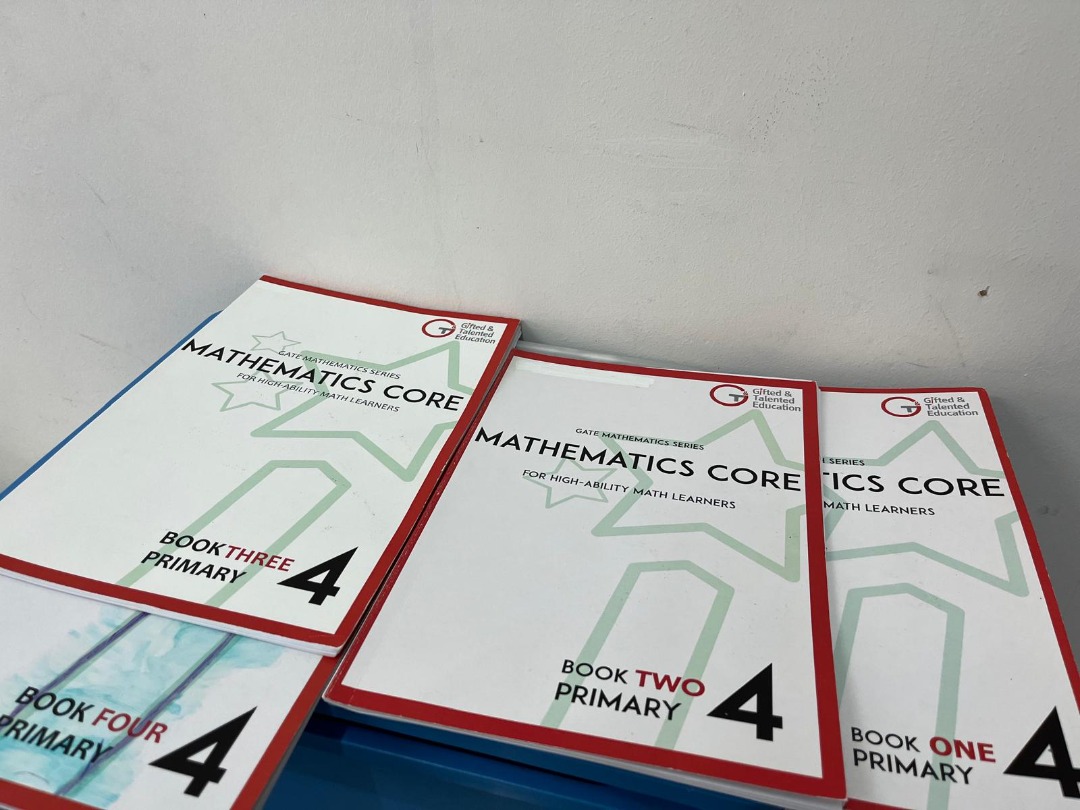 Gifted &
Talented
Education
GATE MATHEMATICS SERIES
MATHEMATICS CORE
FOR HIGH-ABILITY MATH LEARNERS
BOOK THREE
PRIMARY 4
BOOK FOUR
PRIMARY 4
Gifted &
Talented
Education
GATE MATHEMATICS SERIES
MATHEMATICS CORE
FOR HIGH-ABILITY MATH LEARNERS
BOOK TWO
PRIMARY 4
Gifted &
Talented
Education
SERIES
TICS CORE
MATH LEARNERS
BOOK ONE
PRIMARY 4